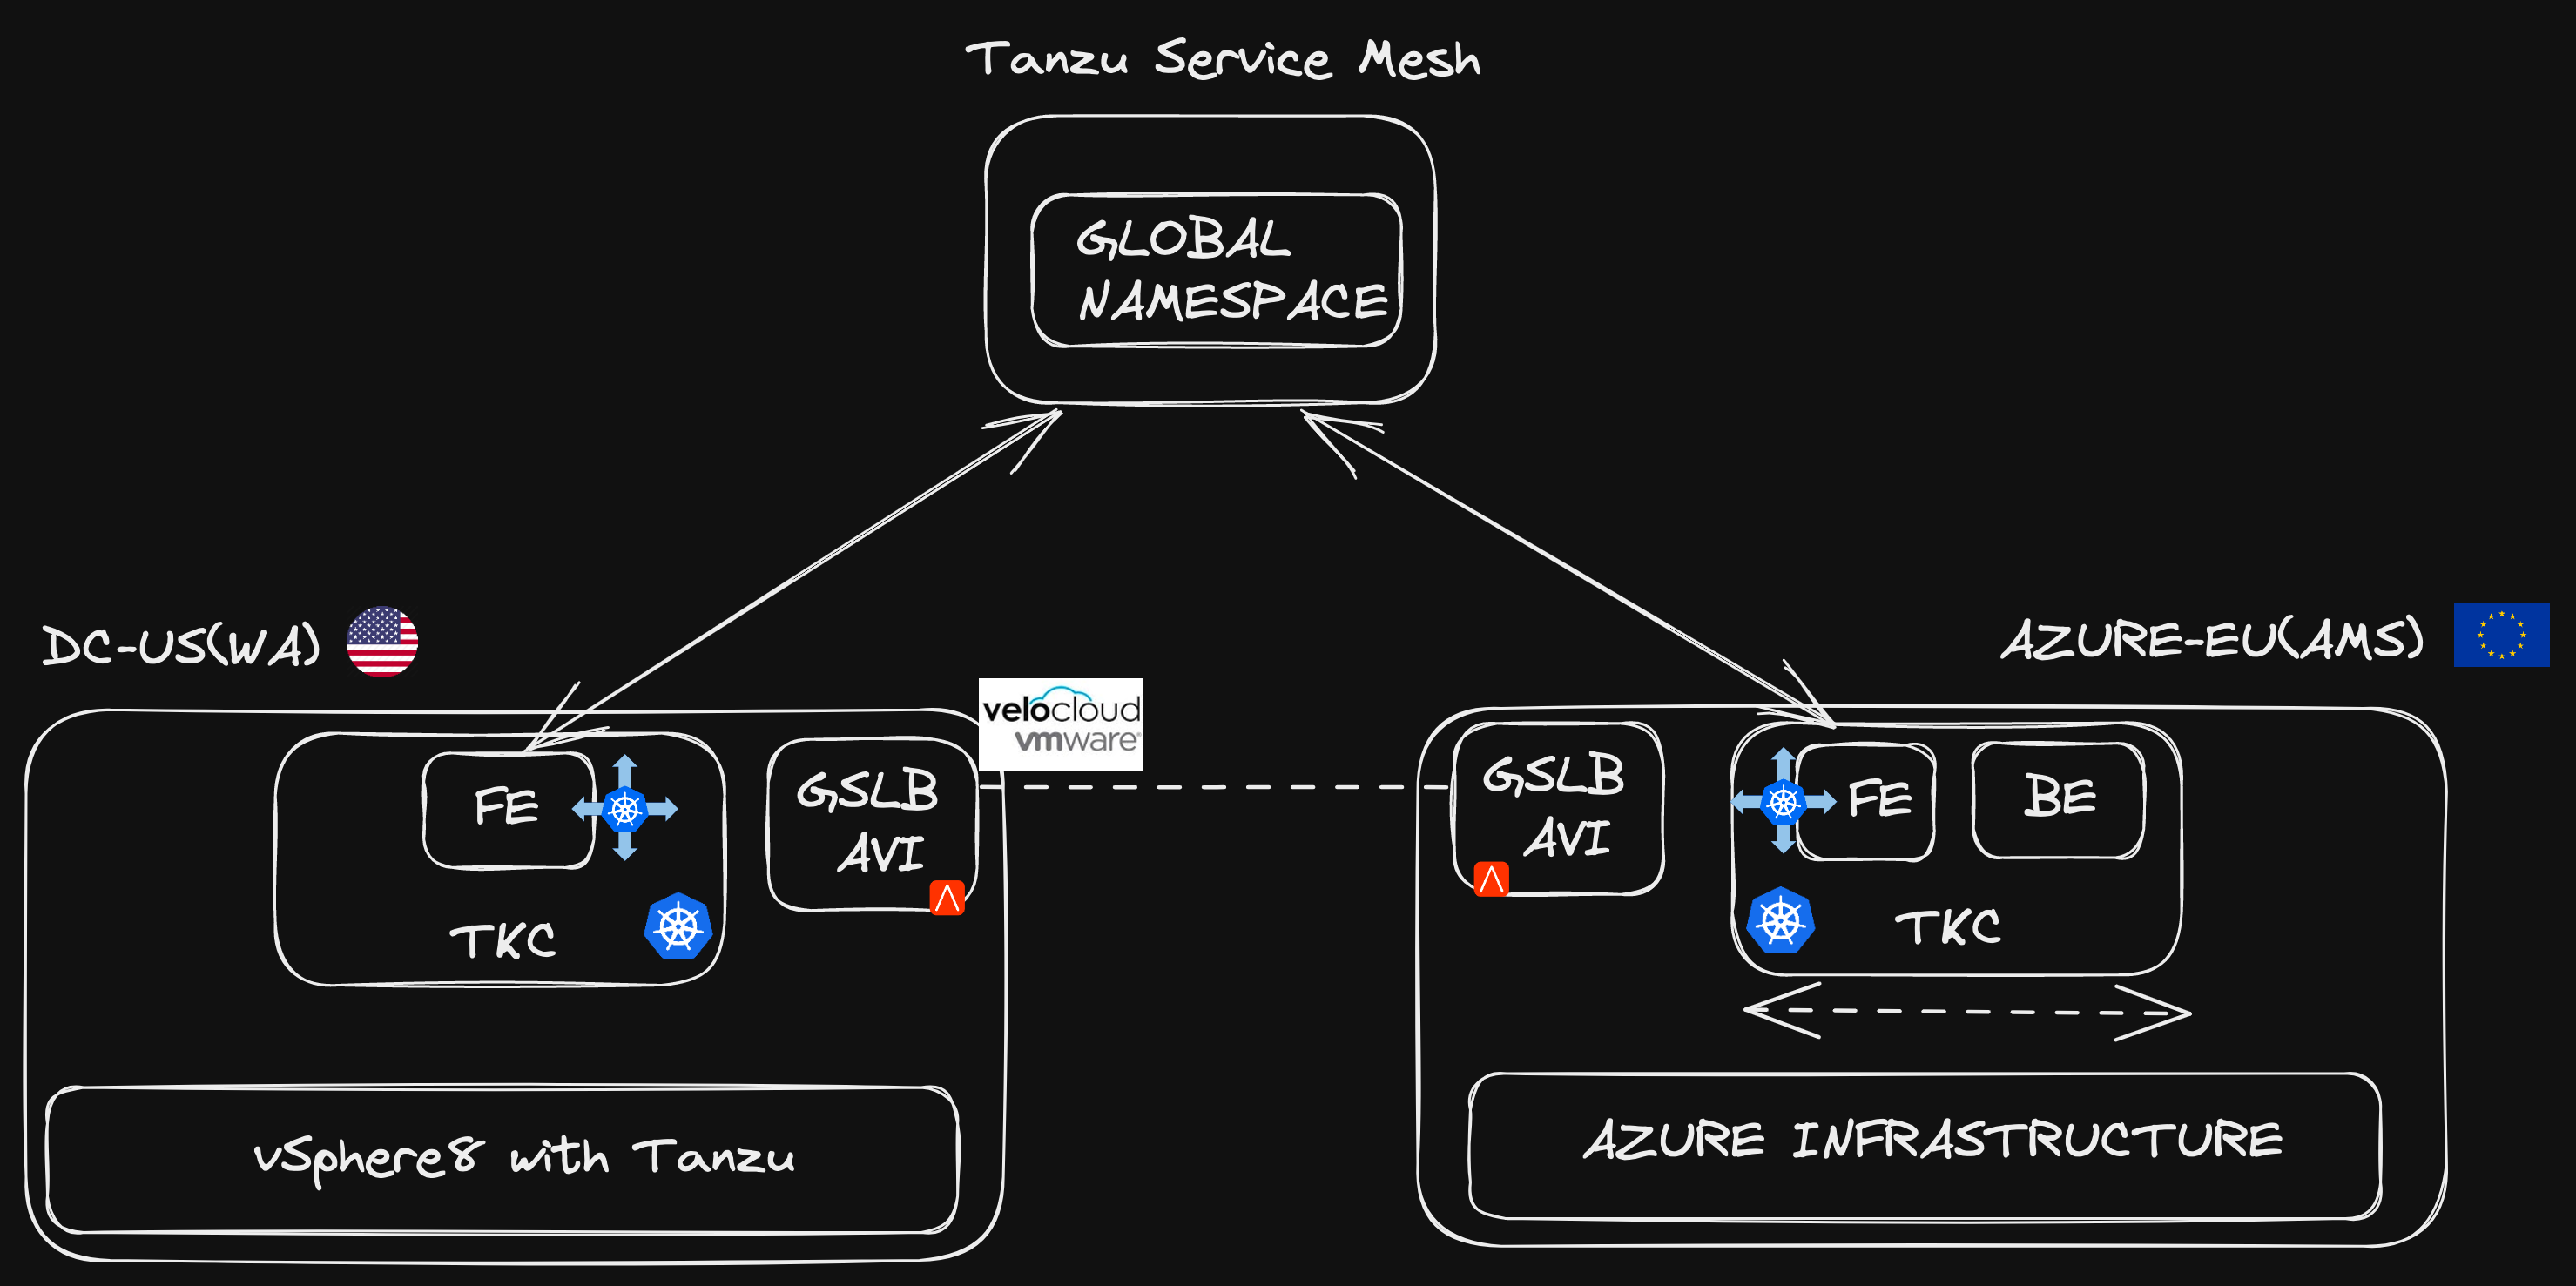 Tanzu Service Mesh
GLOBAL
NAMESPACE
DC-US(WA)
AZURE-EU(AMS)
velocloud
vmware®
FE
GSLB
AVI
TKC
GSLB
AVI
FE
BE
TKC
vSphere8 with Tanzu
AZURE INFRASTRUCTURE